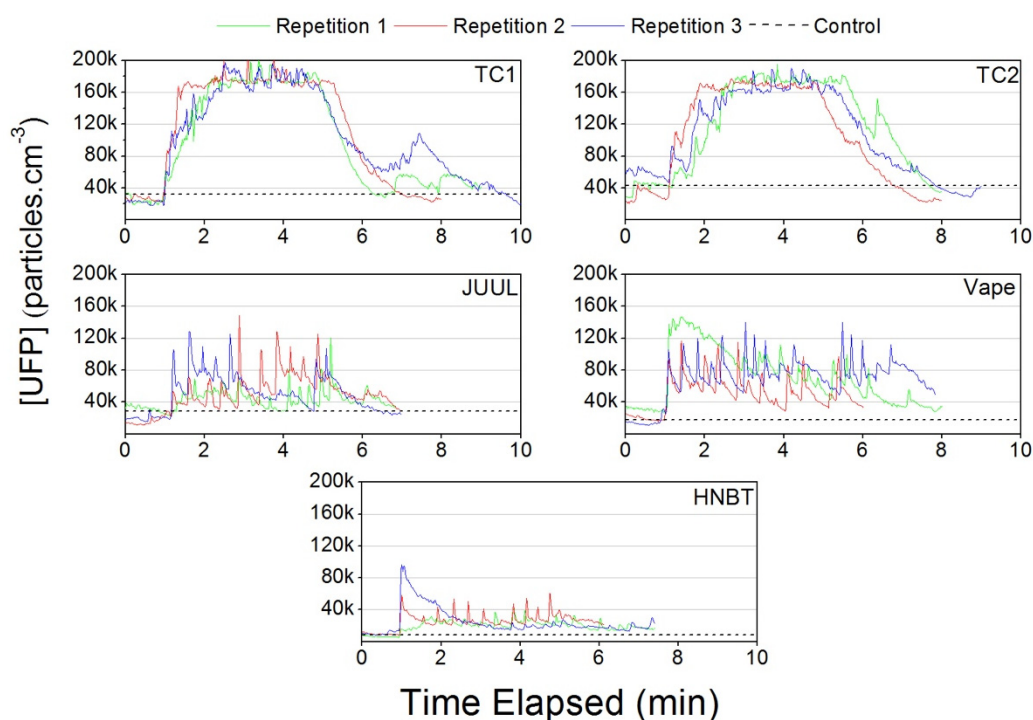 Repetition 1 Repetition 2 Repetition 3 Control
[UFP] (particles.cm⁻³)
TC1
200k
160k
120k
80k
40k
0 2 4 6 8 10
TC2
200k
160k
120k
80k
40k
0 2 4 6 8 10
JUUL
200k
160k
120k
80k
40k
0 2 4 6 8 10
Vape
200k
160k
120k
80k
40k
0 2 4 6 8 10
HNBT
200k
160k
120k
80k
40k
0 2 4 6 8 10
Time Elapsed (min)